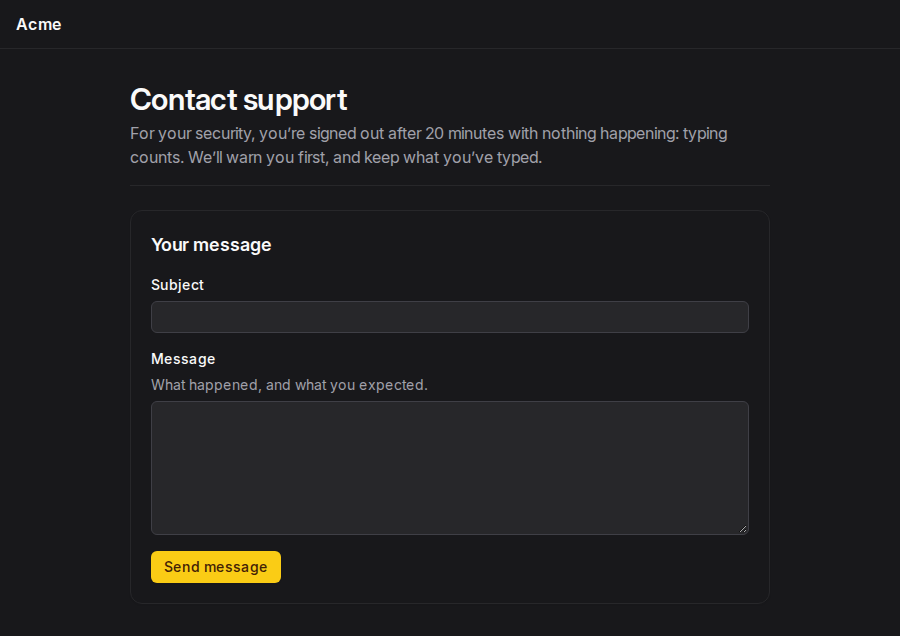 Acme
Contact support
For your security, you’re signed out after 20 minutes with nothing happening: typing
counts. We’ll warn you first, and keep what you’ve typed.
Your message
Subject
Message
What happened, and what you expected.
Send message